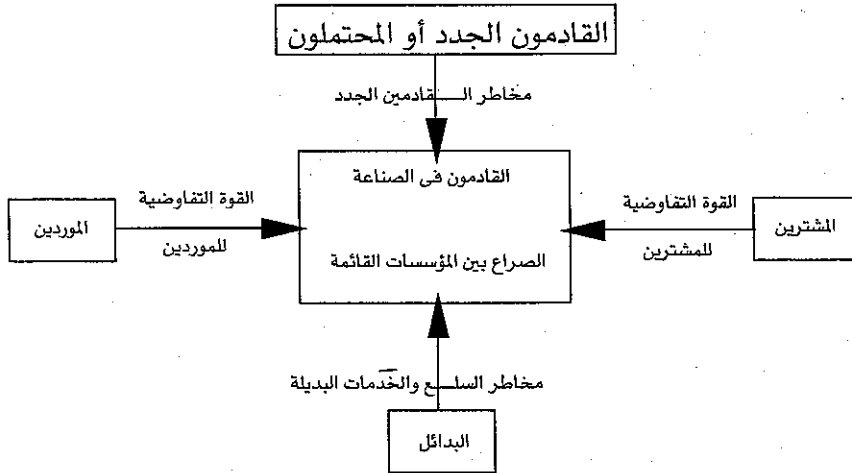 القادمون الجدد أو المحتملون
مخاطر القادمين الجدد
القادمون فى الصناعة
القوة التفاوضية
للمشترين
المشترين
القوة التفاوضية
للموردين
الموردين
الصراع بين المؤسسات القائمة
مخاطر السلع والخدمات البديلة
البدائل